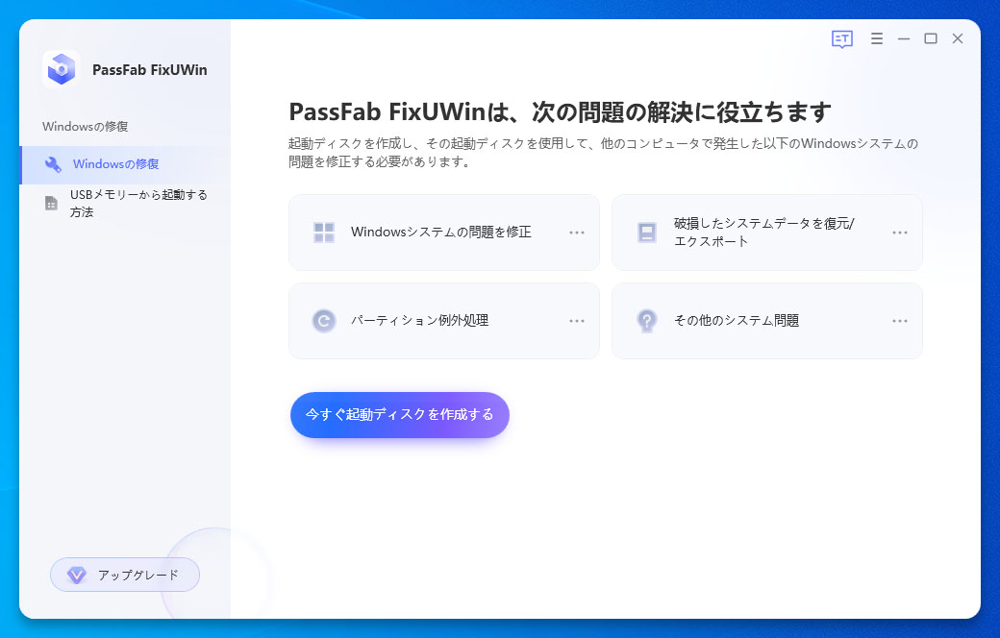 PassFab FixUWin
Windowsの修復
Windowsの修復
USBメモリーから起動する
方法
アップグレード
PassFab FixUWinは、次の問題の解決に役立ちます
起動ディスクを作成し、その起動ディスクを使用して、他のコンピュータで発生した以下のWindowsシステムの
問題を修正する必要があります。
Windowsシステムの問題を修正
破損したシステムデータを復元/
エクスポート
パーティション例外処理
その他のシステム問題
今すぐ起動ディスクを作成する